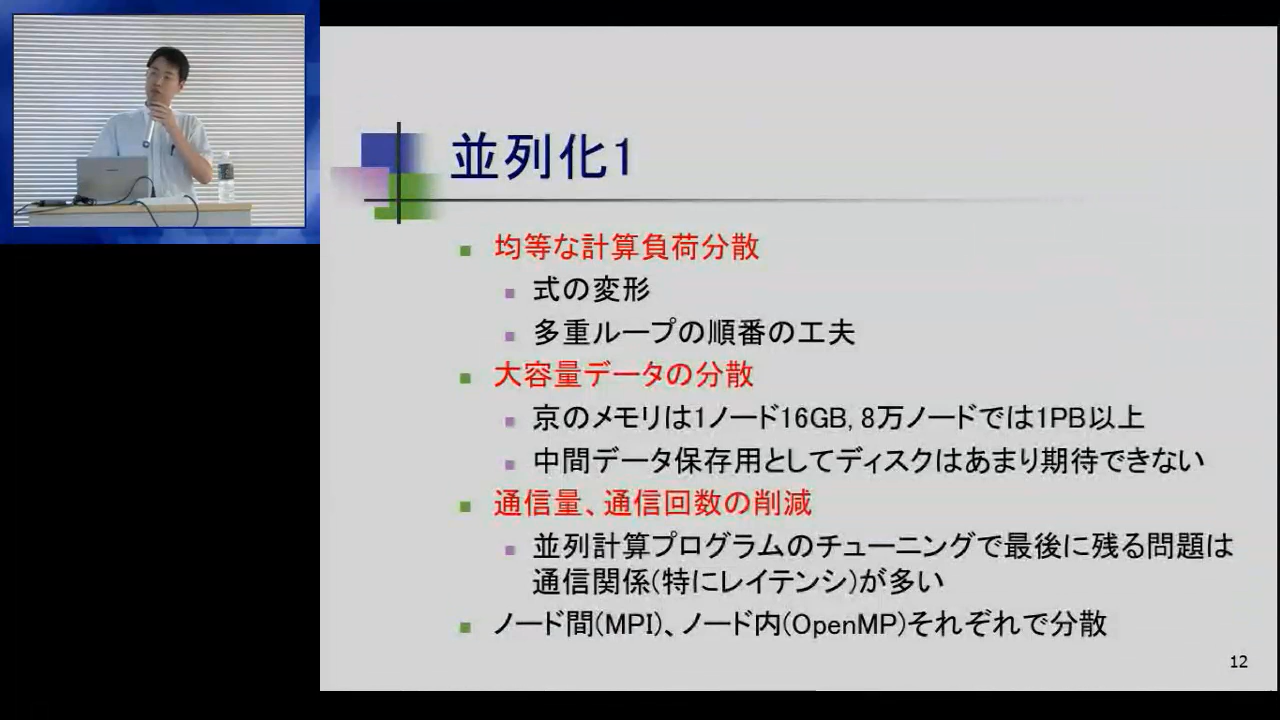 並列化1
均等な計算負荷分散
式の変形
多重ループの順番の工夫
大容量データの分散
京のメモリは1ノード16GB, 8万ノードでは1PB以上
中間データ保存用としてディスクはあまり期待できない
通信量、通信回数の削減
並列計算プログラムのチューニングで最後に残る問題は
通信関係(特にレイテンシ)が多い
ノード間(MPI)、ノード内(OpenMP)それぞれで分散
12